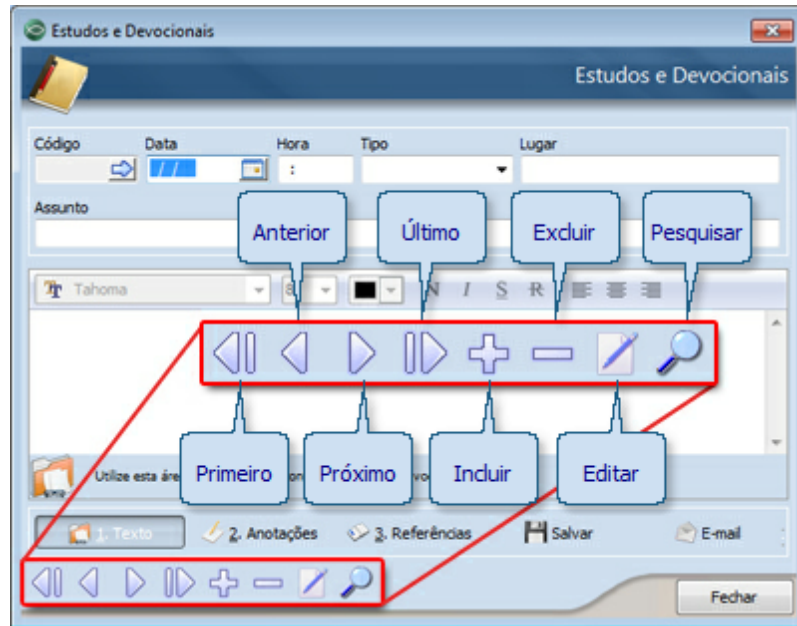 Estudos e Devocionais
Estudos e Devocionais
Código Data Hora Tipo Lugar
/ / :
Assunto
Anterior Último Excluir Pesquisar
Tahoma 8 N I S R
Primeiro Próximo Incluir Editar
Utilize esta
1. Texto 2. Anotações 3. Referências Salvar E-mail
Fechar